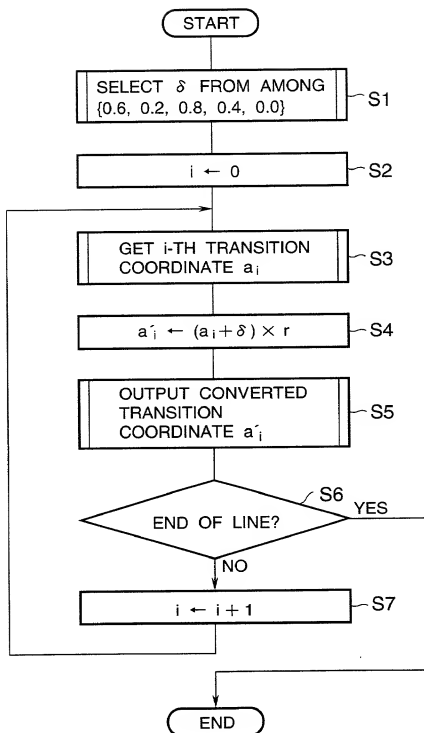 START
SELECT δ FROM AMONG
{0.6, 0.2, 0.8, 0.4, 0.0}
S1
i ← 0
S2
GET i-TH TRANSITION
COORDINATE aᵢ
S3
a´ᵢ ← (aᵢ+δ) × r
S4
OUTPUT CONVERTED
TRANSITION
COORDINATE a´ᵢ
S5
S6
END OF LINE?
YES
NO
i ← i + 1
S7
END